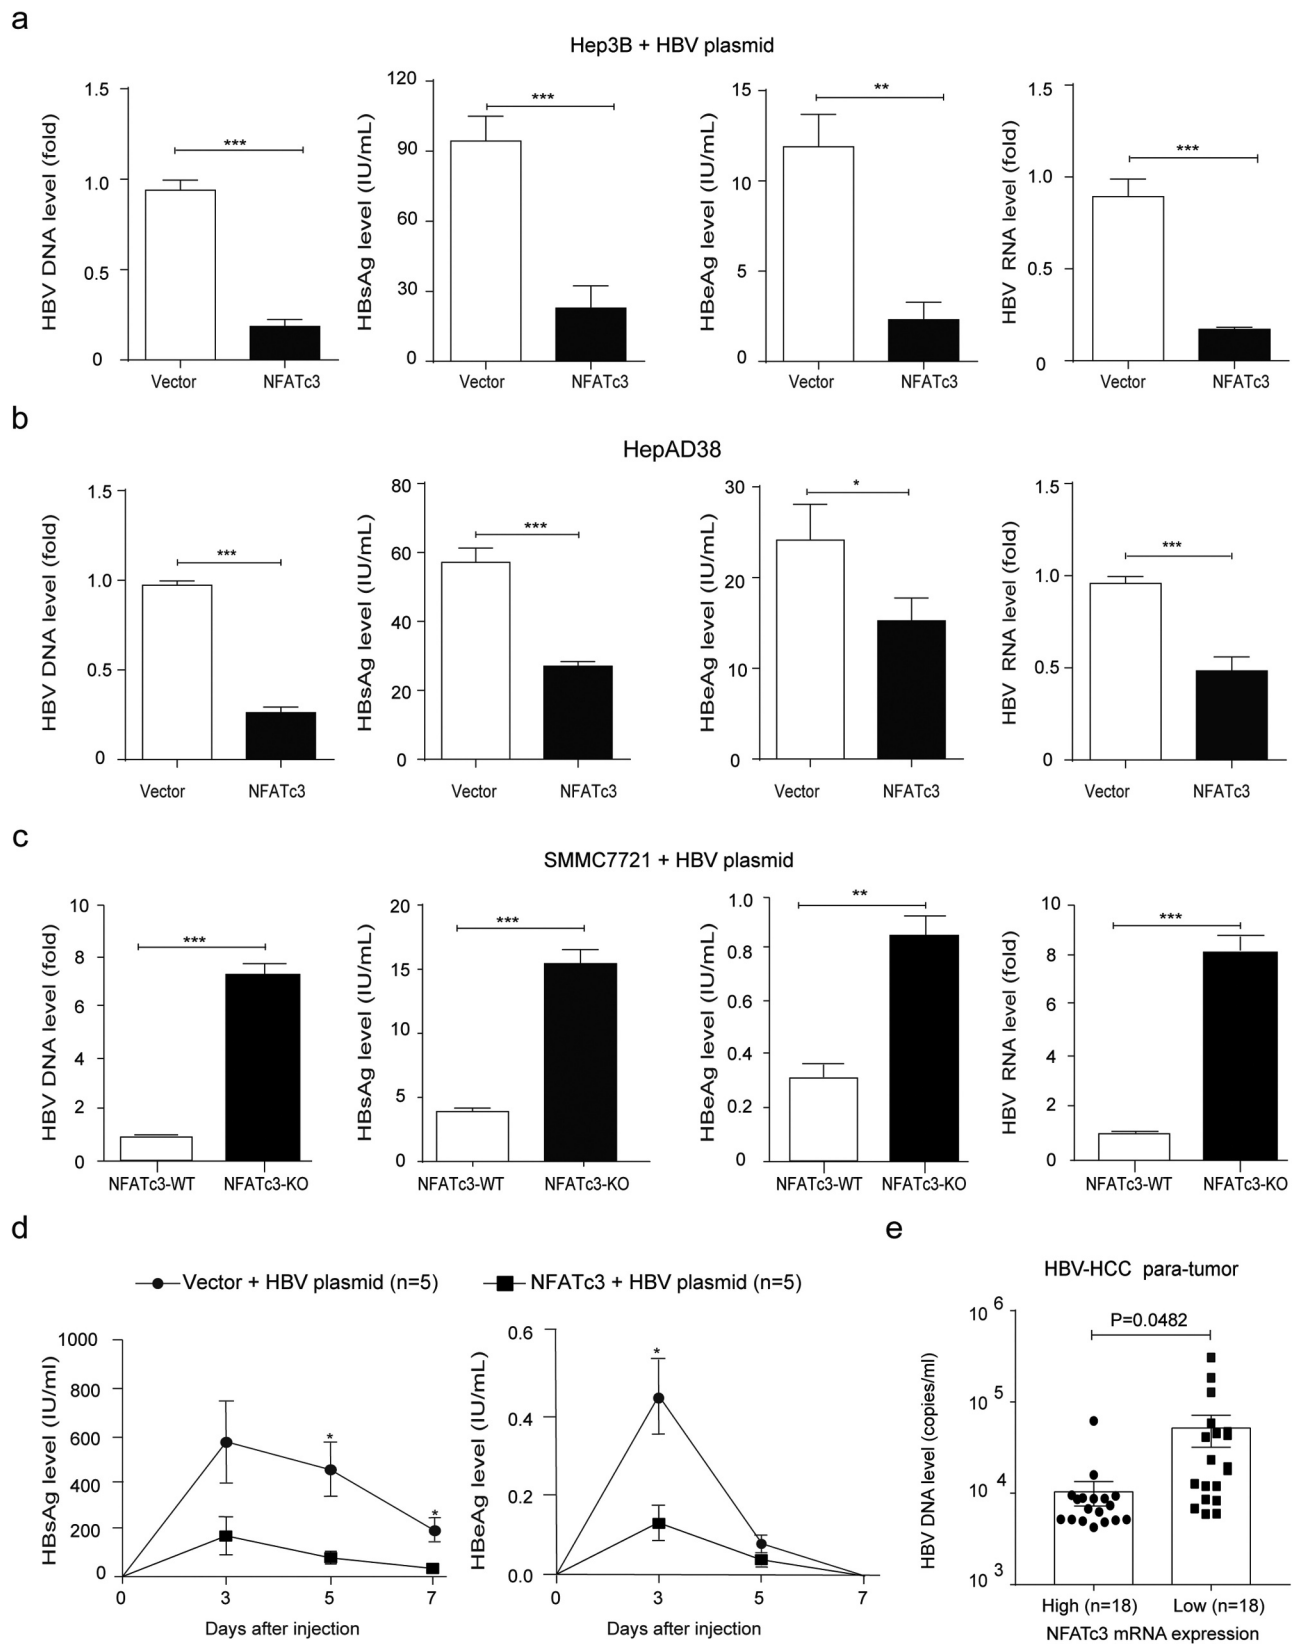 a
Hep3B + HBV plasmid
HBV DNA level (fold)
1.5
1.0
0.5
0
***
Vector
NFATc3
HBsAg level (IU/mL)
120
90
60
30
0
***
Vector
NFATc3
HBeAg level (IU/mL)
15
10
5
0
**
Vector
NFATc3
HBV RNA level (fold)
1.5
1.0
0.5
0
***
Vector
NFATc3
b
HepAD38
HBV DNA level (fold)
1.5
1.0
0.5
0
***
Vector
NFATc3
HBsAg level (IU/mL)
80
60
40
20
0
***
Vector
NFATc3
HBeAg level (IU/mL)
30
20
10
0
*
Vector
NFATc3
HBV RNA level (fold)
1.5
1.0
0.5
0
***
Vector
NFATc3
c
SMMC7721 + HBV plasmid
HBV DNA level (fold)
10
8
6
4
2
0
***
NFATc3-WT
NFATc3-KO
HBsAg level (IU/mL)
20
15
10
5
0
***
NFATc3-WT
NFATc3-KO
HBeAg level (IU/mL)
1.0
0.8
0.6
0.4
0.2
0
**
NFATc3-WT
NFATc3-KO
HBV RNA level (fold)
10
8
6
4
2
0
***
NFATc3-WT
NFATc3-KO
d
Vector + HBV plasmid (n=5)
NFATc3 + HBV plasmid (n=5)
HBsAg level (IU/ml)
1000
800
600
400
200
0
*
*
0
3
5
7
Days after injection
HBeAg level (IU/mL)
0.6
0.4
0.2
0.0
*
0
3
5
7
Days after injection
e
HBV-HCC para-tumor
HBV DNA level (copies/ml)
10 6
10 5
10 4
10 3
P=0.0482
High (n=18)
Low (n=18)
NFATc3 mRNA expression